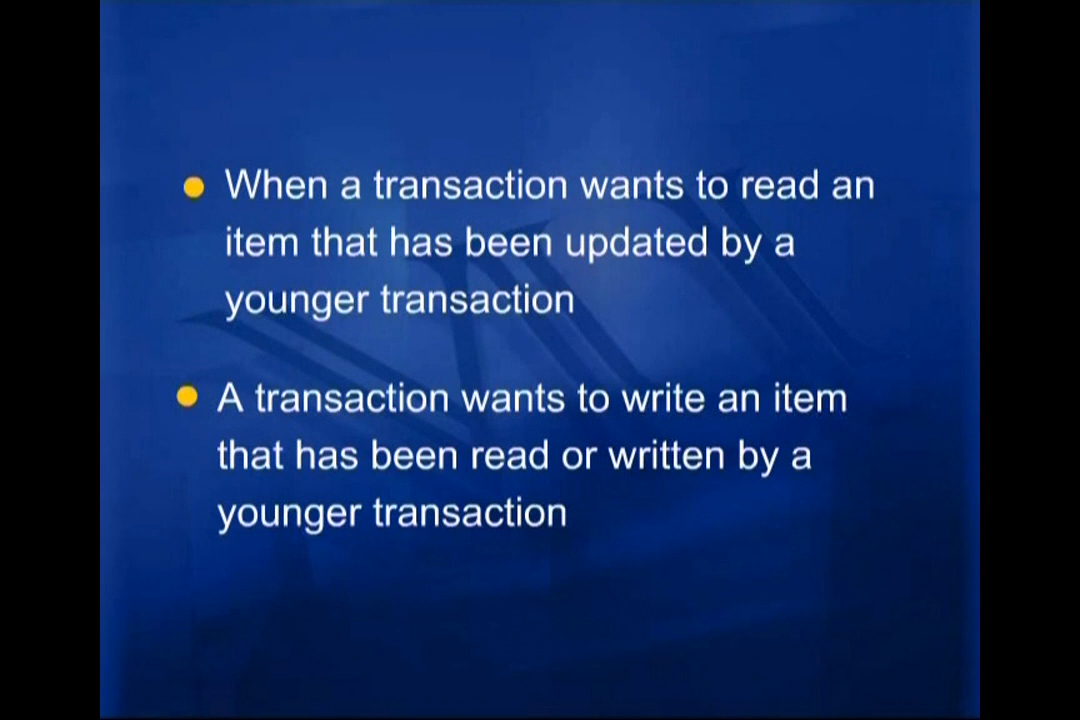 When a transaction wants to read an
item that has been updated by a
younger transaction
A transaction wants to write an item
that has been read or written by a
younger transaction